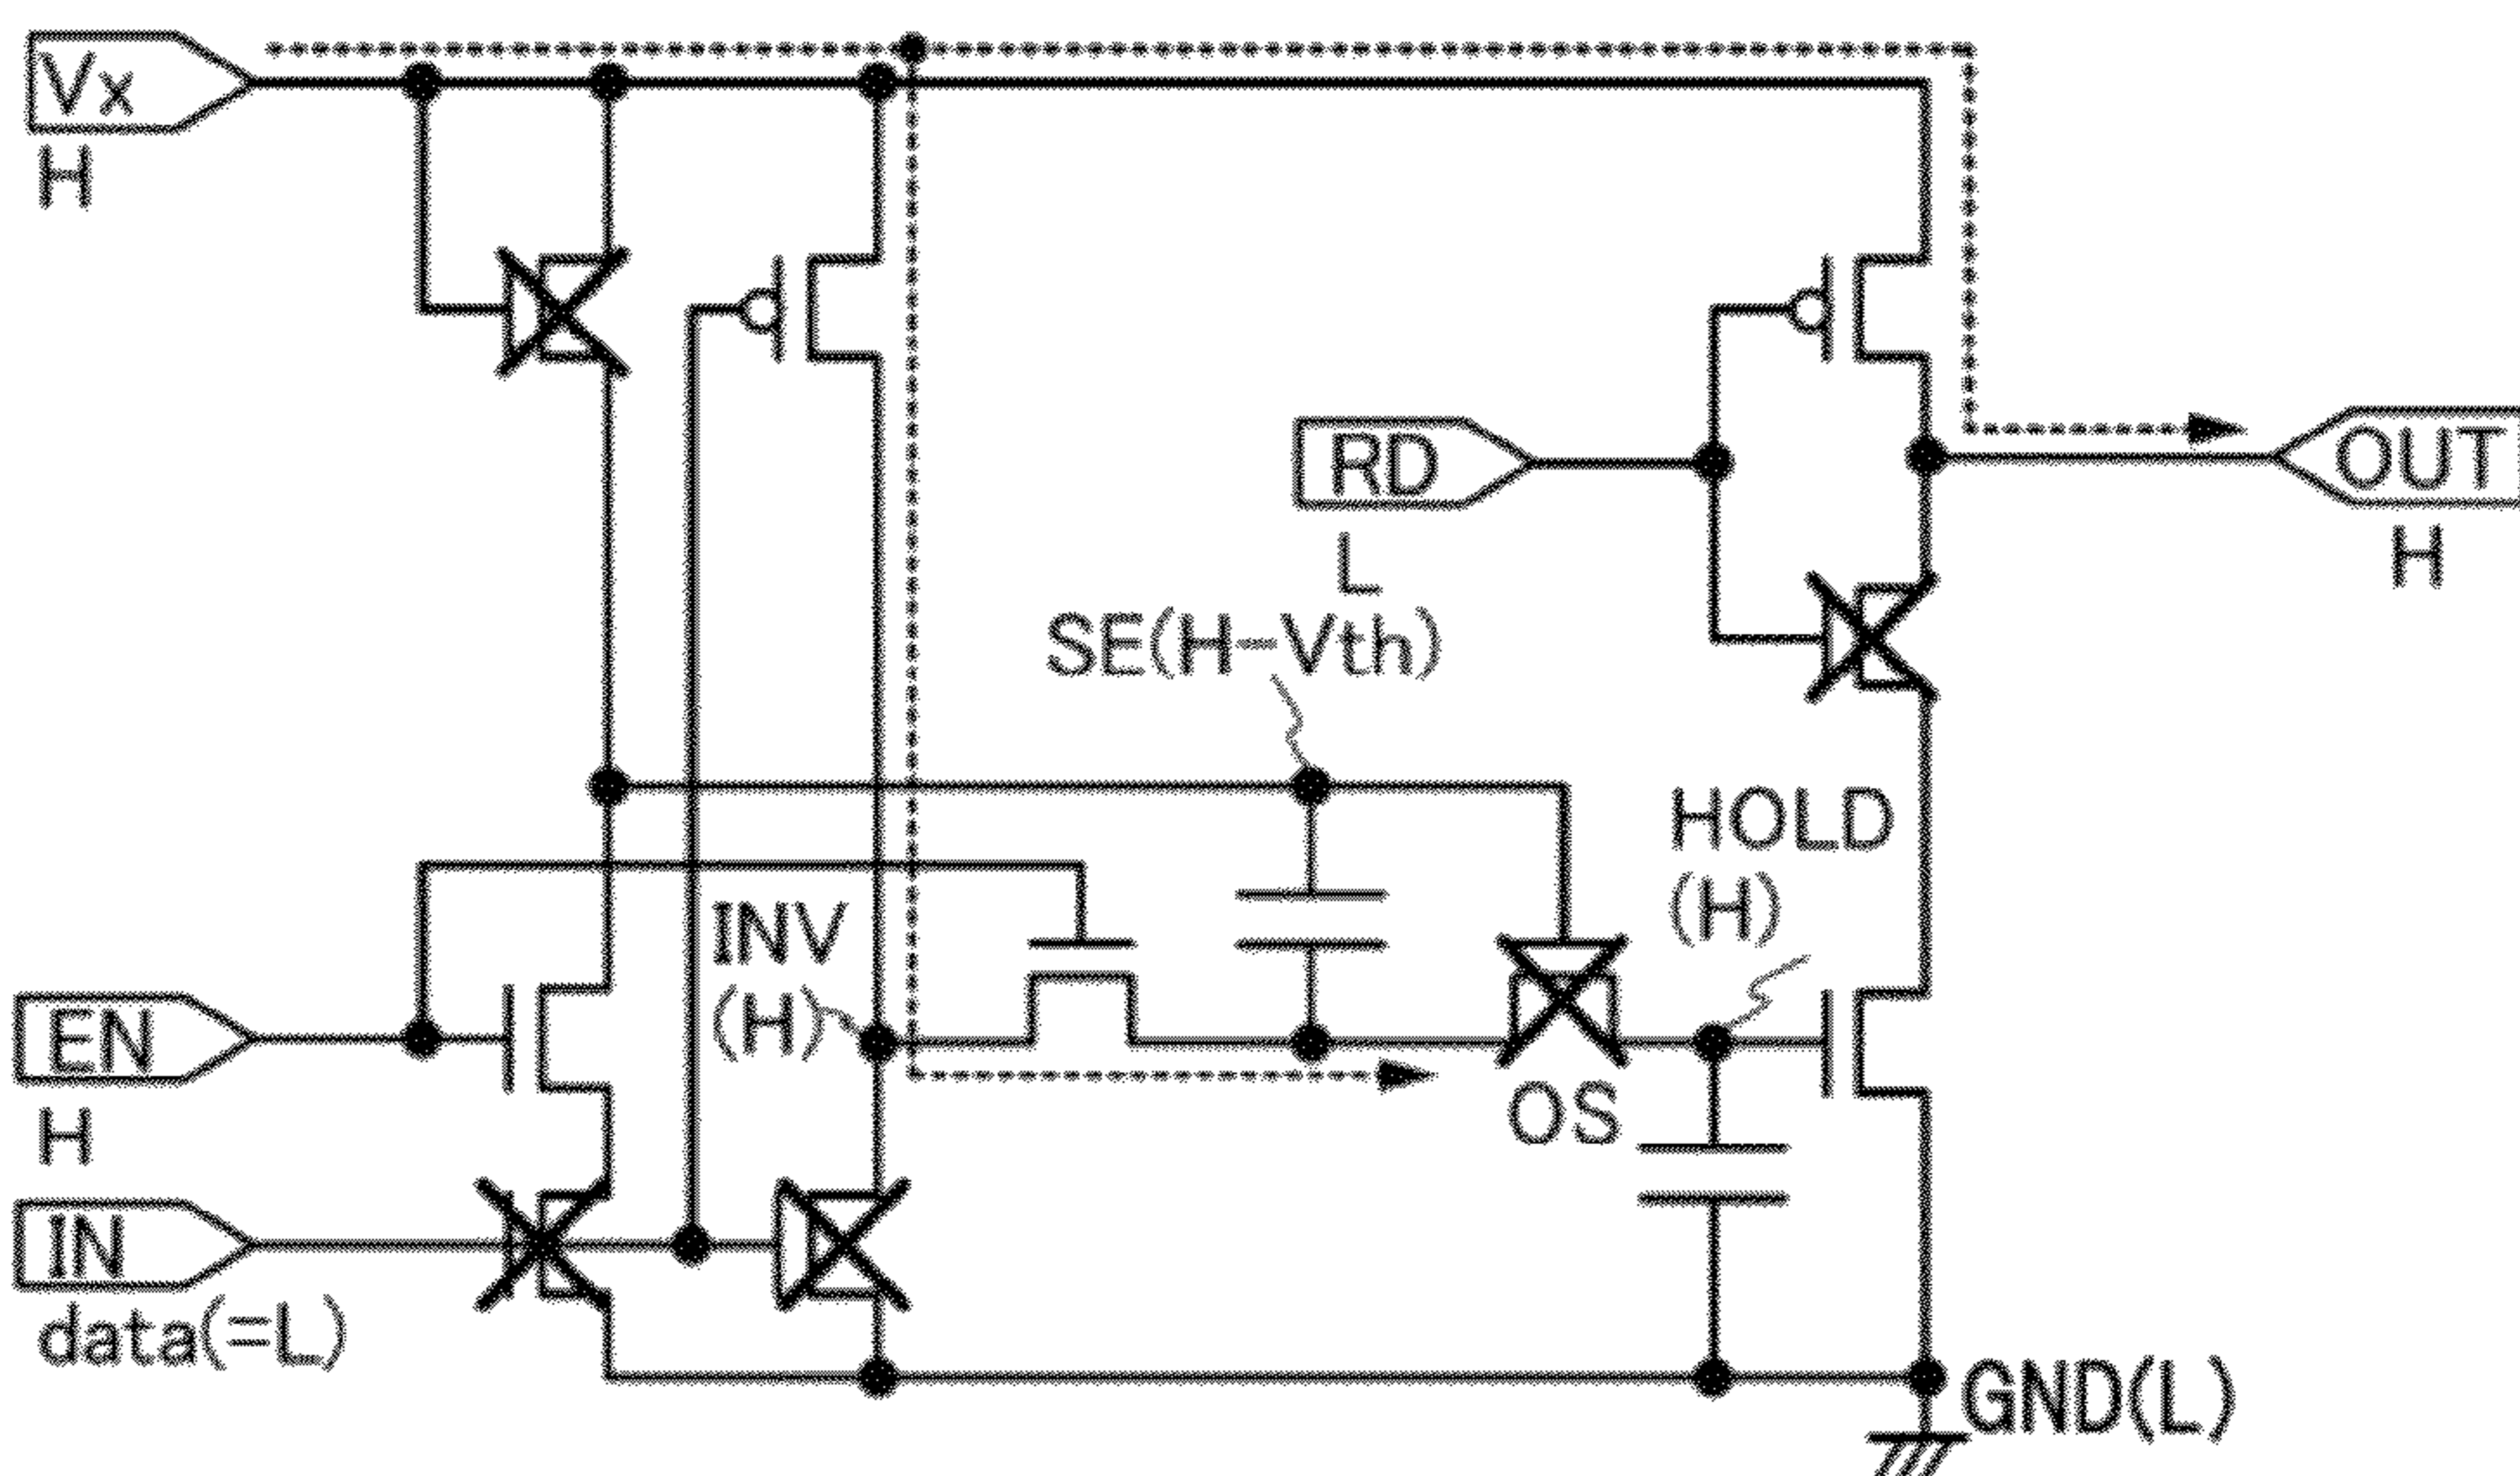 Vx
H
RD
L
OUT
H
SE(H-Vth)
HOLD
(H)
INV
(H)
EN
H
OS
IN
data(=L)
GND(L)